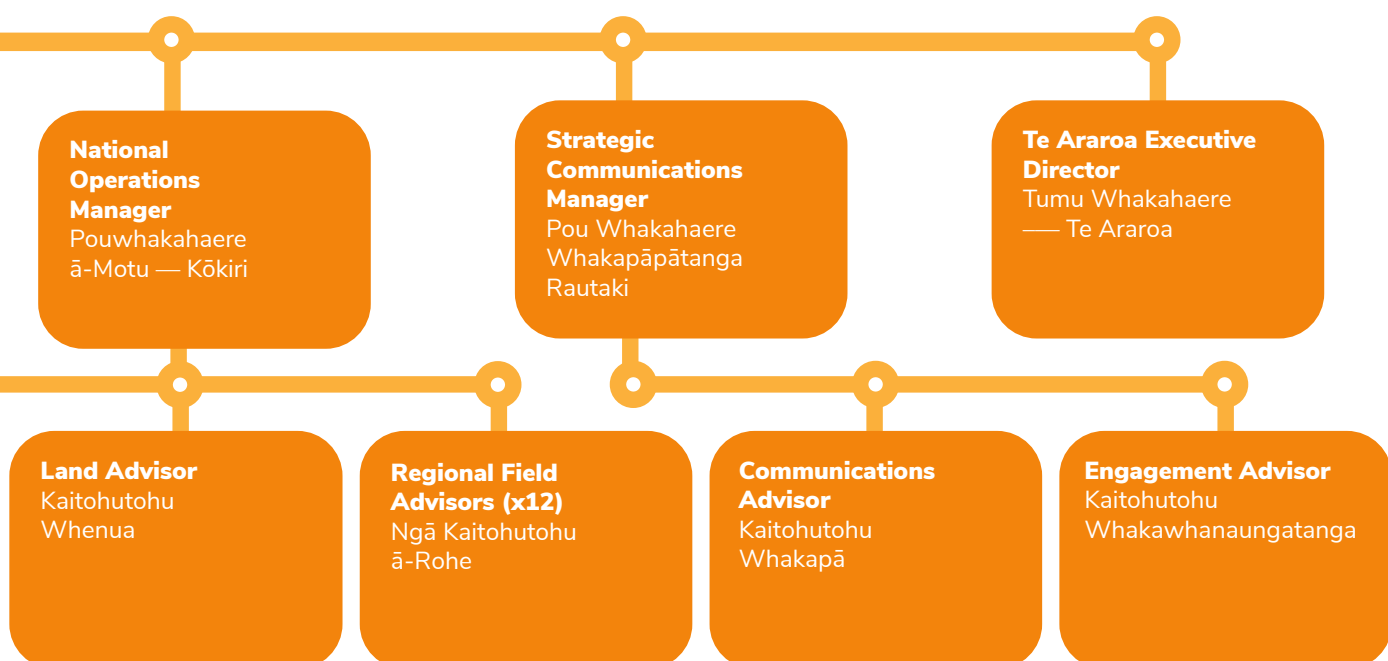 National
Operations
Manager
Pouwhakahaere
ā-Motu — Kōkiri
Strategic
Communications
Manager
Pou Whakahaere
Whakapāpātanga
Rautaki
Te Araroa Executive
Director
Tumu Whakahaere
–— Te Araroa
Land Advisor
Kaitohutohu
Whenua
Regional Field
Advisors (x12)
Ngā Kaitohutohu
ā-Rohe
Communications
Advisor
Kaitohutohu
Whakapā
Engagement Advisor
Kaitohutohu
Whakawhanaungatanga